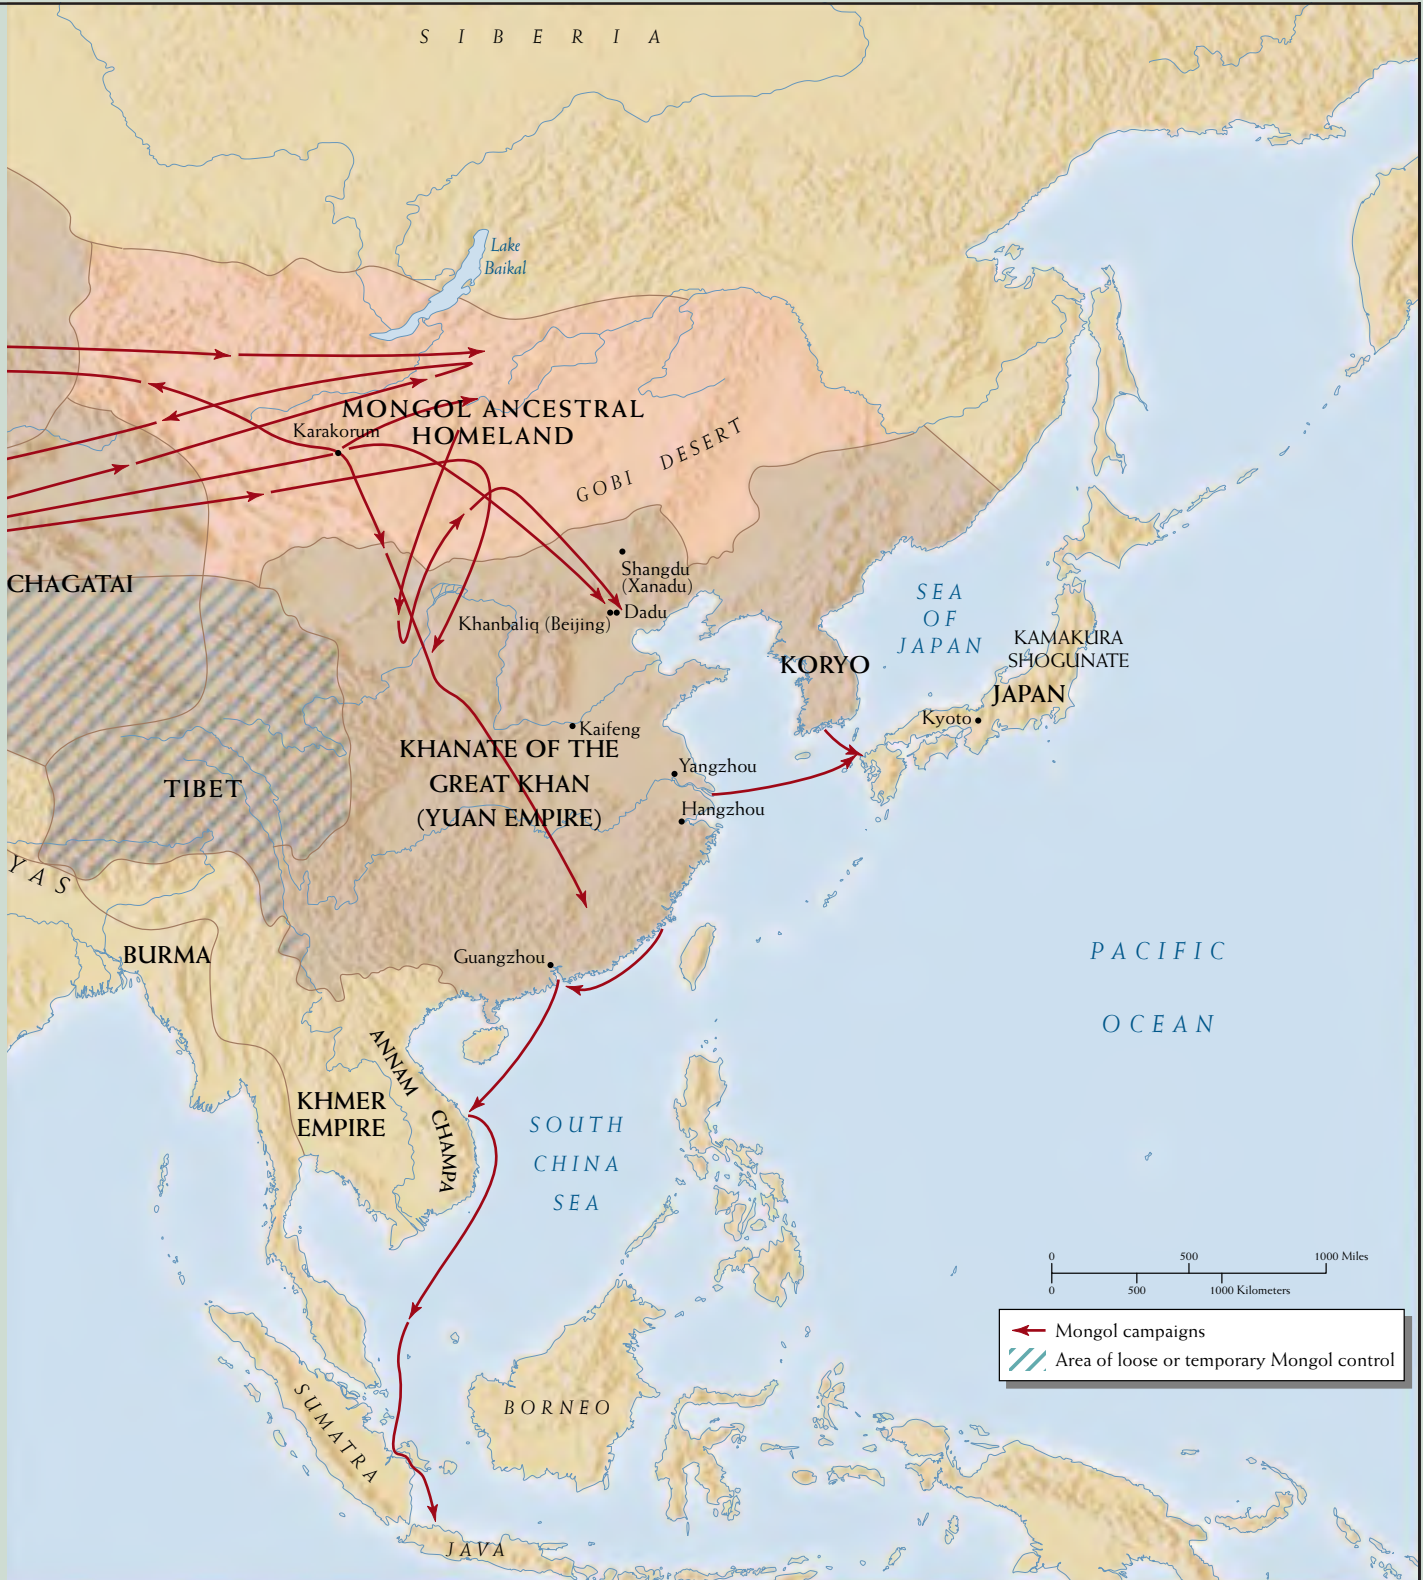 SIBERIA
Lake
Baikal
MONGOL ANCESTRAL
HOMELAND
Karakorum
GOBI DESERT
Shangdu
(Xanadu)
CHAGATAI
Dadu
Khanbaliq (Beijing)
SEA
OF
JAPAN
KAMAKURA
SHOGUNATE
KORYO
JAPAN
Kyoto
Kaifeng
KHANATE OF THE
GREAT KHAN
(YUAN EMPIRE)
Yangzhou
TIBET
Hangzhou
YAS
BURMA
Guangzhou
PACIFIC
OCEAN
ANNAM
KHMER
EMPIRE
CHAMPA
SOUTH
CHINA
SEA
0 500 1000 Miles
0 500 1000 Kilometers
Mongol campaigns
Area of loose or temporary Mongol control
SUMATRA
BORNEO
JAVA